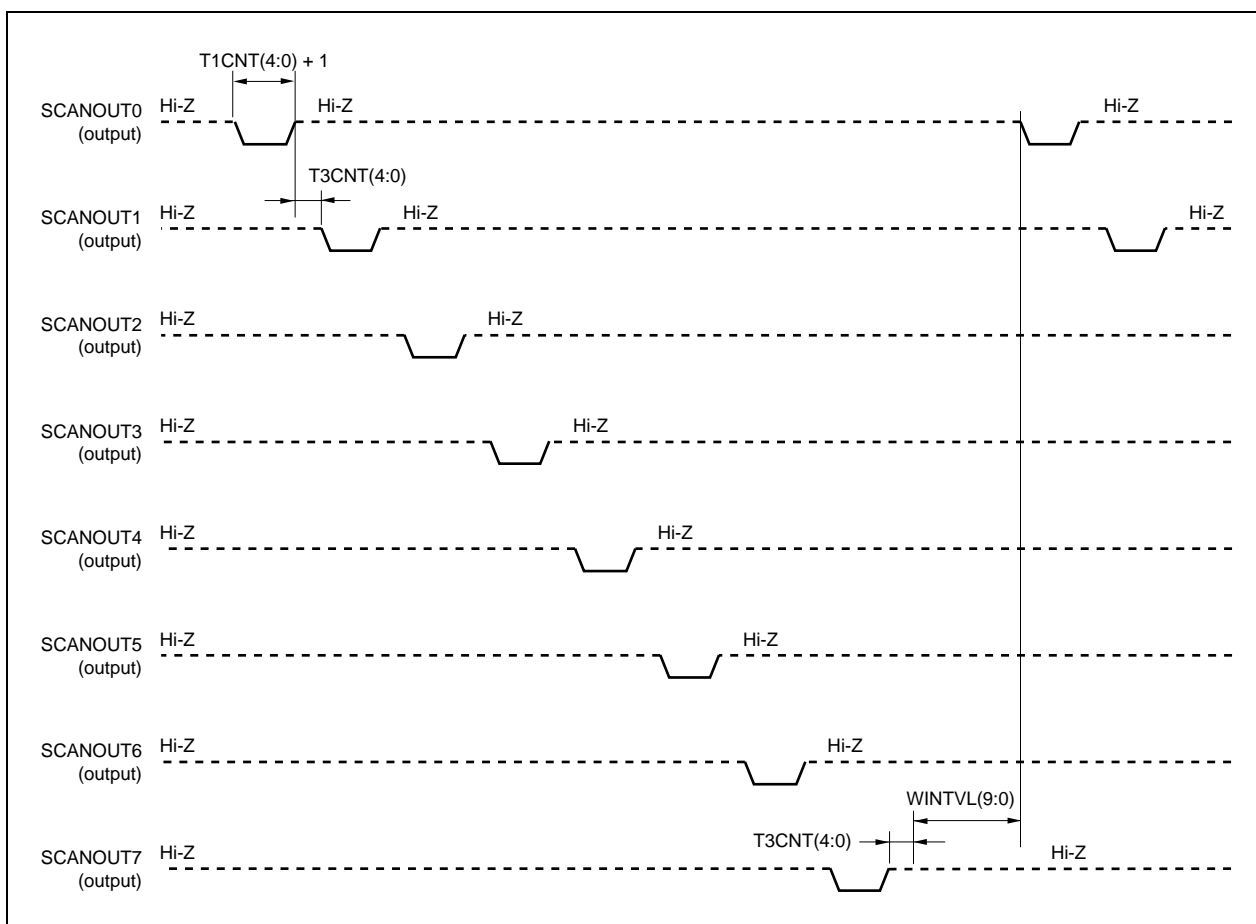 T1CNT(4:0) + 1
SCANOUT0 Hi-Z Hi-Z Hi-Z
(output)
T3CNT(4:0)
SCANOUT1 Hi-Z Hi-Z Hi-Z
(output)
SCANOUT2 Hi-Z Hi-Z
(output)
SCANOUT3 Hi-Z Hi-Z
(output)
SCANOUT4 Hi-Z Hi-Z
(output)
SCANOUT5 Hi-Z Hi-Z
(output)
SCANOUT6 Hi-Z Hi-Z
(output)
WINTVL(9:0)
T3CNT(4:0)
SCANOUT7 Hi-Z Hi-Z
(output)